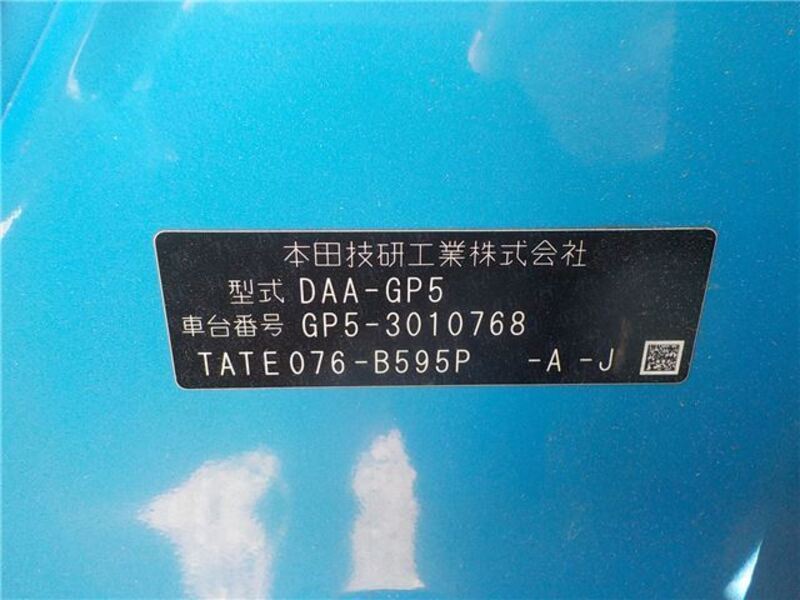 本田技研工業株式会社
型式 DAA-GP5
車台番号 GP5-3010768
TATE076-B595P -A -J